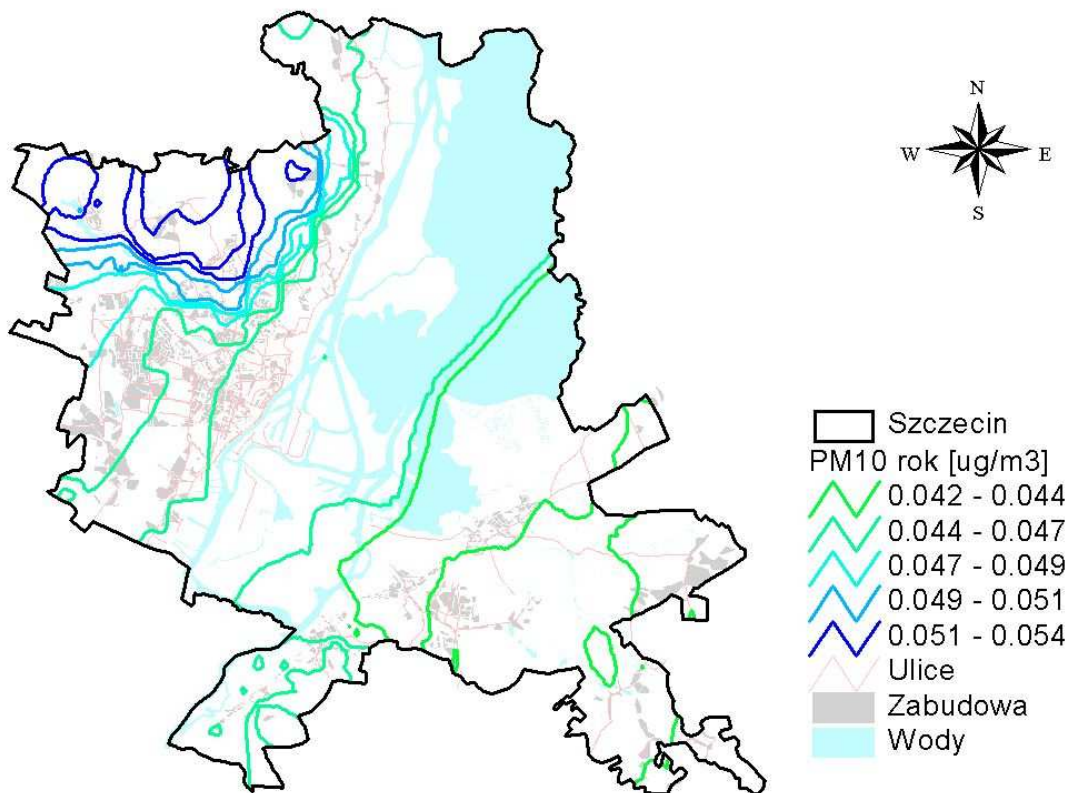 N
W E
S
Szczecin
PM10 rok [ug/m3]
0.042 - 0.044
0.044 - 0.047
0.047 - 0.049
0.049 - 0.051
0.051 - 0.054
Ulice
Zabudowa
Wody